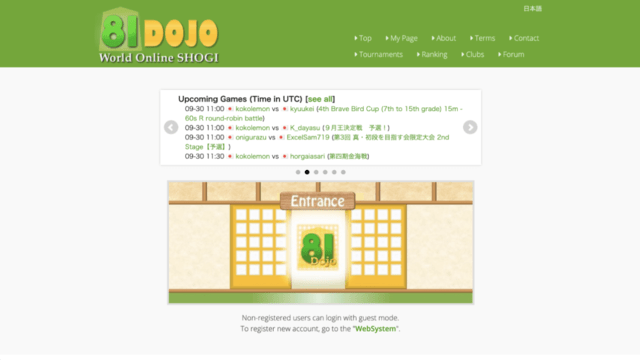 日本語
81 DOJO
World Online SHOGI
Top My Page About Terms Contact
Tournaments Ranking Clubs Forum
Upcoming Games (Time in UTC) [see all]
09-30 11:00 kokolemon vs kyuukei (4th Brave Bird Cup (7th to 15th grade) 15m -
60s R round-robin battle)
09-30 11:00 kokolemon vs K_dayasu (９月王決定戦　予選！)
09-30 11:00 onigurazu vs ExcelSam719 (第3回 真・初段を目指す会限定大会 2nd
Stage【予選】)
09-30 11:30 kokolemon vs horgaiasari (第四期金海戦)
Entrance
81
Dojo
Non-registered users can login with guest mode.
To register new account, go to the "WebSystem".